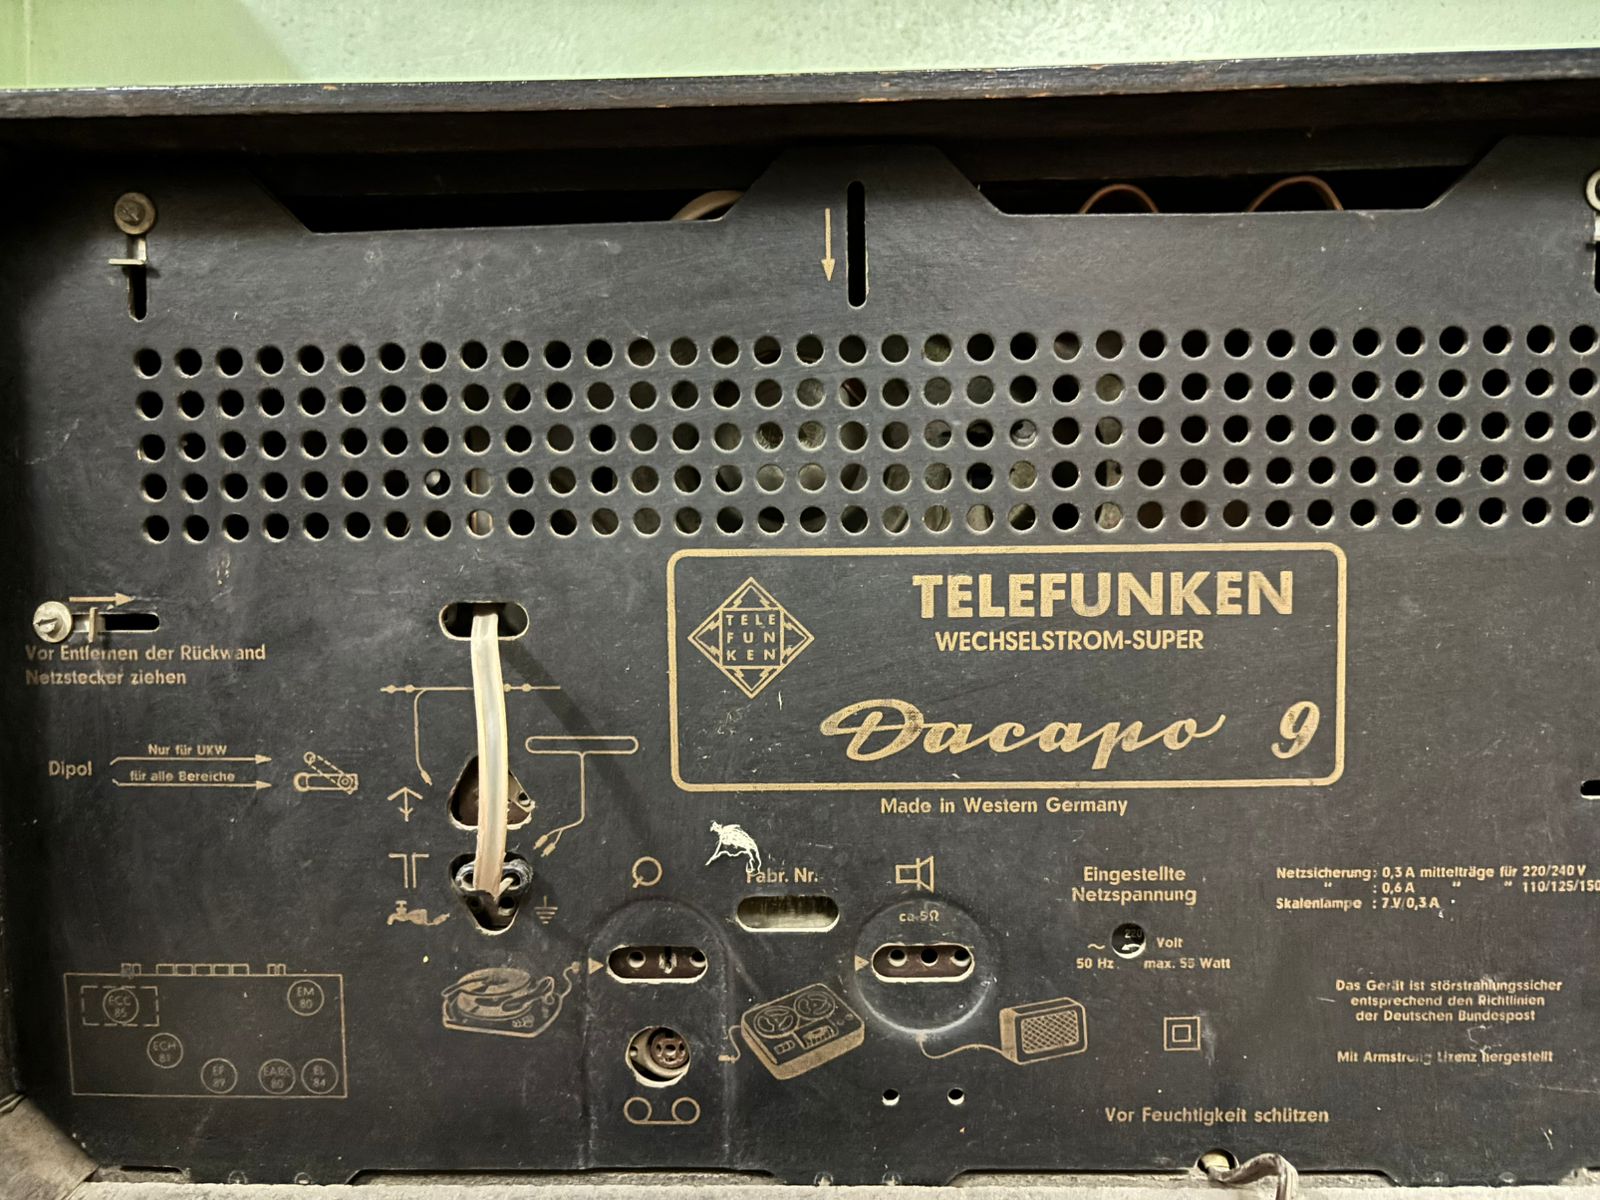 TELEFUNKEN
WECHSELSTROM-SUPER
TELE
FUN
KEN
Dacapo 9
Made in Western Germany
Vor Entfernen der Rückwand
Netzstecker ziehen
Dipol
Nur für UKW
für alle Bereiche
Fabr. Nr.
ca 5Ω
Eingestellte
Netzspannung
220
~ Volt
50 Hz max. 55 Watt
Netzsicherung: 0,3 A mittelträge für 220/240 V
" : 0,6 A " " 110/125/150
Skalenlampe : 7 V/0,3 A
Das Gerät ist störstrahlungssicher
entsprechend den Richtlinien
der Deutschen Bundespost
Mit Armstrong Lizenz hergestellt
Vor Feuchtigkeit schützen
ECC
85
EM
80
ECH
81
EF
89
EABC
80
EL
84